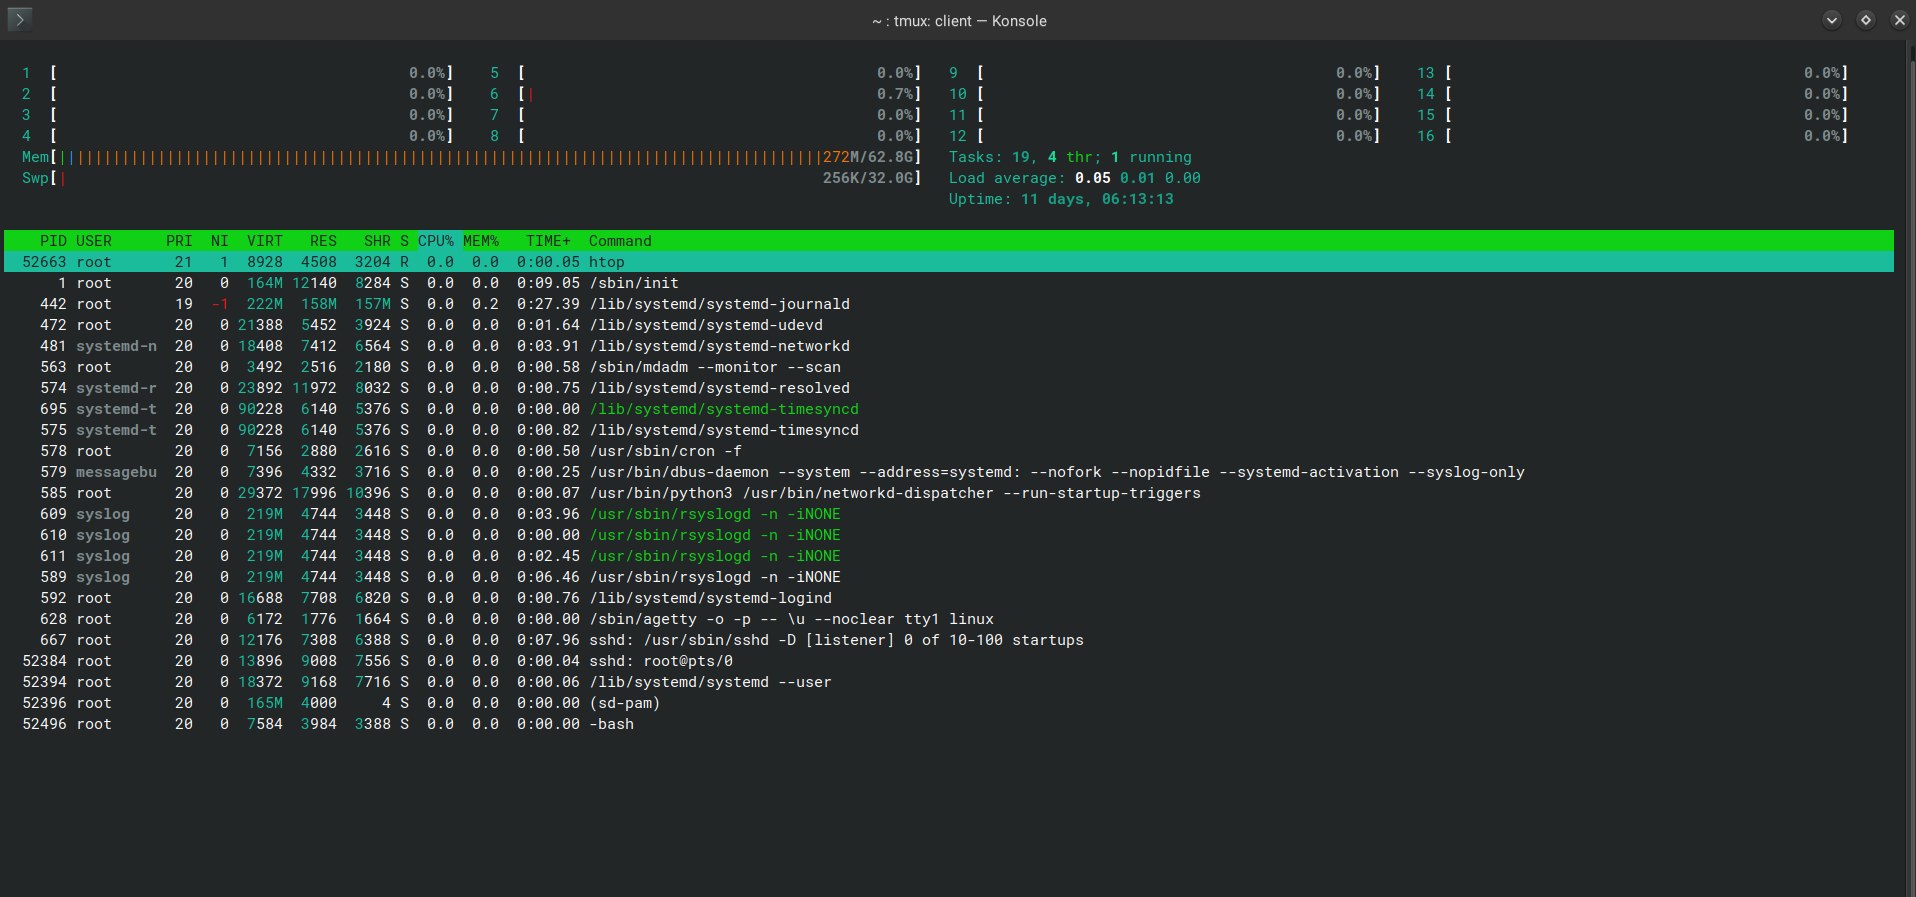 ~ : tmux: client — Konsole
1 [ 0.0%] 5 [ 0.0%] 9 [ 0.0%] 13 [ 0.0%]
2 [ 0.0%] 6 [| 0.7%] 10 [ 0.0%] 14 [ 0.0%]
3 [ 0.0%] 7 [ 0.0%] 11 [ 0.0%] 15 [ 0.0%]
4 [ 0.0%] 8 [ 0.0%] 12 [ 0.0%] 16 [ 0.0%]
Mem[|||||||||||||||||||||||||||||||||||||||||||||||||||||||||||||||||||||||||||||||||||||272M/62.8G] Tasks: 19, 4 thr; 1 running
Swp[| 256K/32.0G] Load average: 0.05 0.01 0.00
Uptime: 11 days, 06:13:13
PID USER PRI NI VIRT RES SHR S CPU% MEM% TIME+ Command
52663 root 21 1 8928 4508 3204 R 0.0 0.0 0:00.05 htop
1 root 20 0 164M 12140 8284 S 0.0 0.0 0:09.05 /sbin/init
442 root 19 -1 222M 158M 157M S 0.0 0.2 0:27.39 /lib/systemd/systemd-journald
472 root 20 0 21388 5452 3924 S 0.0 0.0 0:01.64 /lib/systemd/systemd-udevd
481 systemd-n 20 0 18408 7412 6564 S 0.0 0.0 0:03.91 /lib/systemd/systemd-networkd
563 root 20 0 3492 2516 2180 S 0.0 0.0 0:00.58 /sbin/mdadm --monitor --scan
574 systemd-r 20 0 23892 11972 8032 S 0.0 0.0 0:00.75 /lib/systemd/systemd-resolved
695 systemd-t 20 0 90228 6140 5376 S 0.0 0.0 0:00.00 /lib/systemd/systemd-timesyncd
575 systemd-t 20 0 90228 6140 5376 S 0.0 0.0 0:00.82 /lib/systemd/systemd-timesyncd
578 root 20 0 7156 2880 2616 S 0.0 0.0 0:00.50 /usr/sbin/cron -f
579 messagebu 20 0 7396 4332 3716 S 0.0 0.0 0:00.25 /usr/bin/dbus-daemon --system --address=systemd: --nofork --nopidfile --systemd-activation --syslog-only
585 root 20 0 29372 17996 10396 S 0.0 0.0 0:00.07 /usr/bin/python3 /usr/bin/networkd-dispatcher --run-startup-triggers
609 syslog 20 0 219M 4744 3448 S 0.0 0.0 0:03.96 /usr/sbin/rsyslogd -n -iNONE
610 syslog 20 0 219M 4744 3448 S 0.0 0.0 0:00.00 /usr/sbin/rsyslogd -n -iNONE
611 syslog 20 0 219M 4744 3448 S 0.0 0.0 0:02.45 /usr/sbin/rsyslogd -n -iNONE
589 syslog 20 0 219M 4744 3448 S 0.0 0.0 0:06.46 /usr/sbin/rsyslogd -n -iNONE
592 root 20 0 16688 7708 6820 S 0.0 0.0 0:00.76 /lib/systemd/systemd-logind
628 root 20 0 6172 1776 1664 S 0.0 0.0 0:00.00 /sbin/agetty -o -p -- \u --noclear tty1 linux
667 root 20 0 12176 7308 6388 S 0.0 0.0 0:07.96 sshd: /usr/sbin/sshd -D [listener] 0 of 10-100 startups
52384 root 20 0 13896 9008 7556 S 0.0 0.0 0:00.04 sshd: root@pts/0
52394 root 20 0 18372 9168 7716 S 0.0 0.0 0:00.06 /lib/systemd/systemd --user
52396 root 20 0 165M 4000 4 S 0.0 0.0 0:00.00 (sd-pam)
52496 root 20 0 7584 3984 3388 S 0.0 0.0 0:00.00 -bash